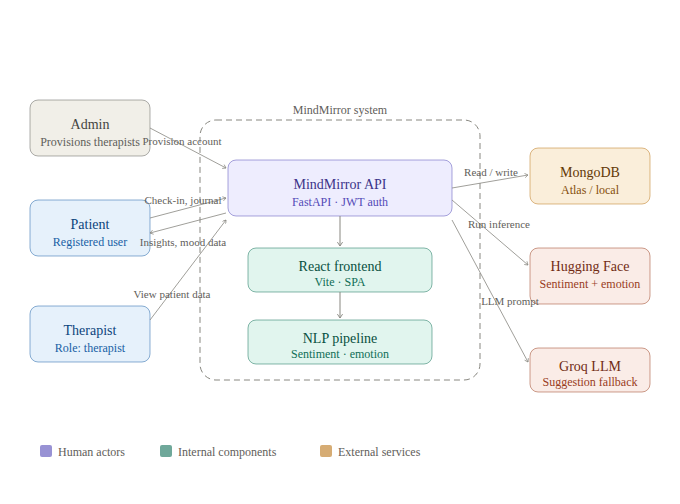 MindMirror system
Admin
Provisions therapists
Provision account
MindMirror API
FastAPI · JWT auth
Read / write
MongoDB
Atlas / local
Check-in, journal
Patient
Registered user
Insights, mood data
Run inference
React frontend
Vite · SPA
Hugging Face
Sentiment + emotion
View patient data
LLM prompt
Therapist
Role: therapist
NLP pipeline
Sentiment · emotion
Groq LLM
Suggestion fallback
Human actors
Internal components
External services